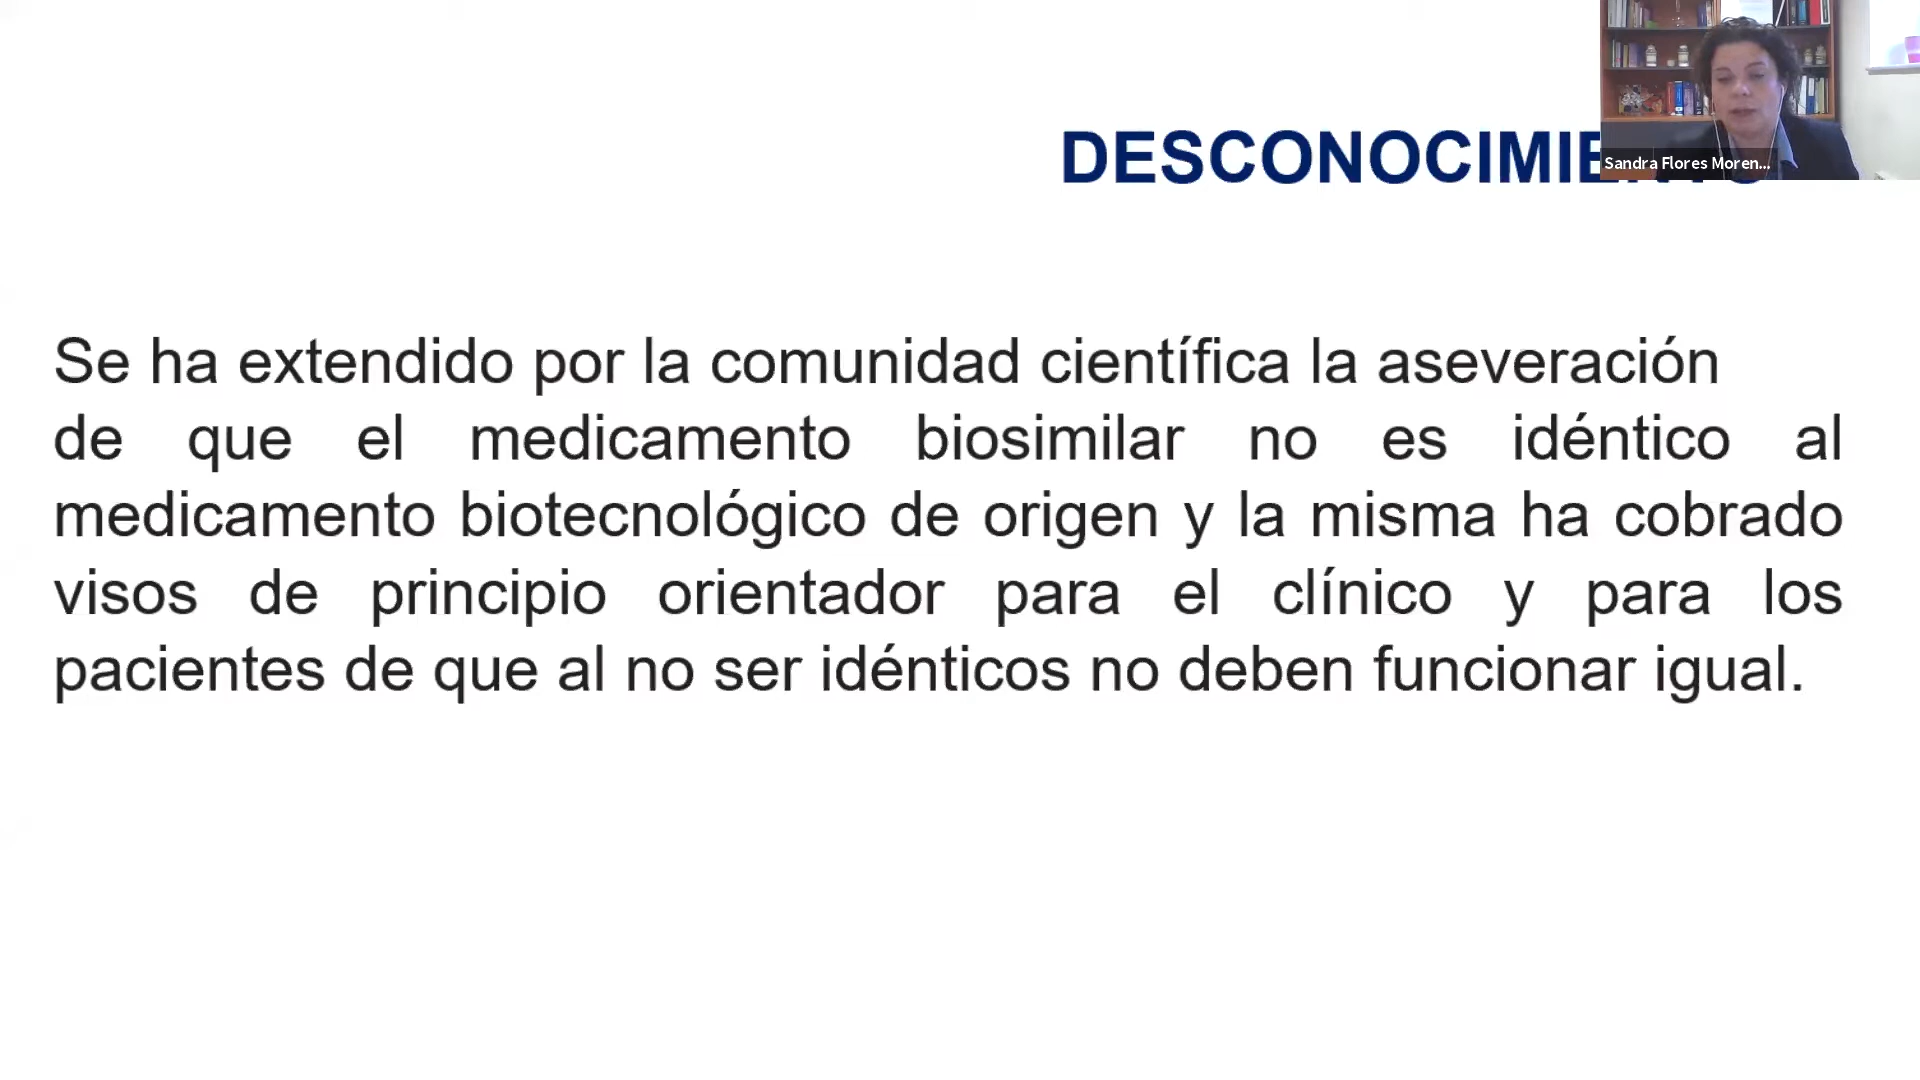 Sandra Flores Moren...
Se ha extendido por la comunidad científica la aseveración
de que el medicamento biosimilar no es idéntico al
medicamento biotecnológico de origen y la misma ha cobrado
visos de principio orientador para el clínico y para los
pacientes de que al no ser idénticos no deben funcionar igual.